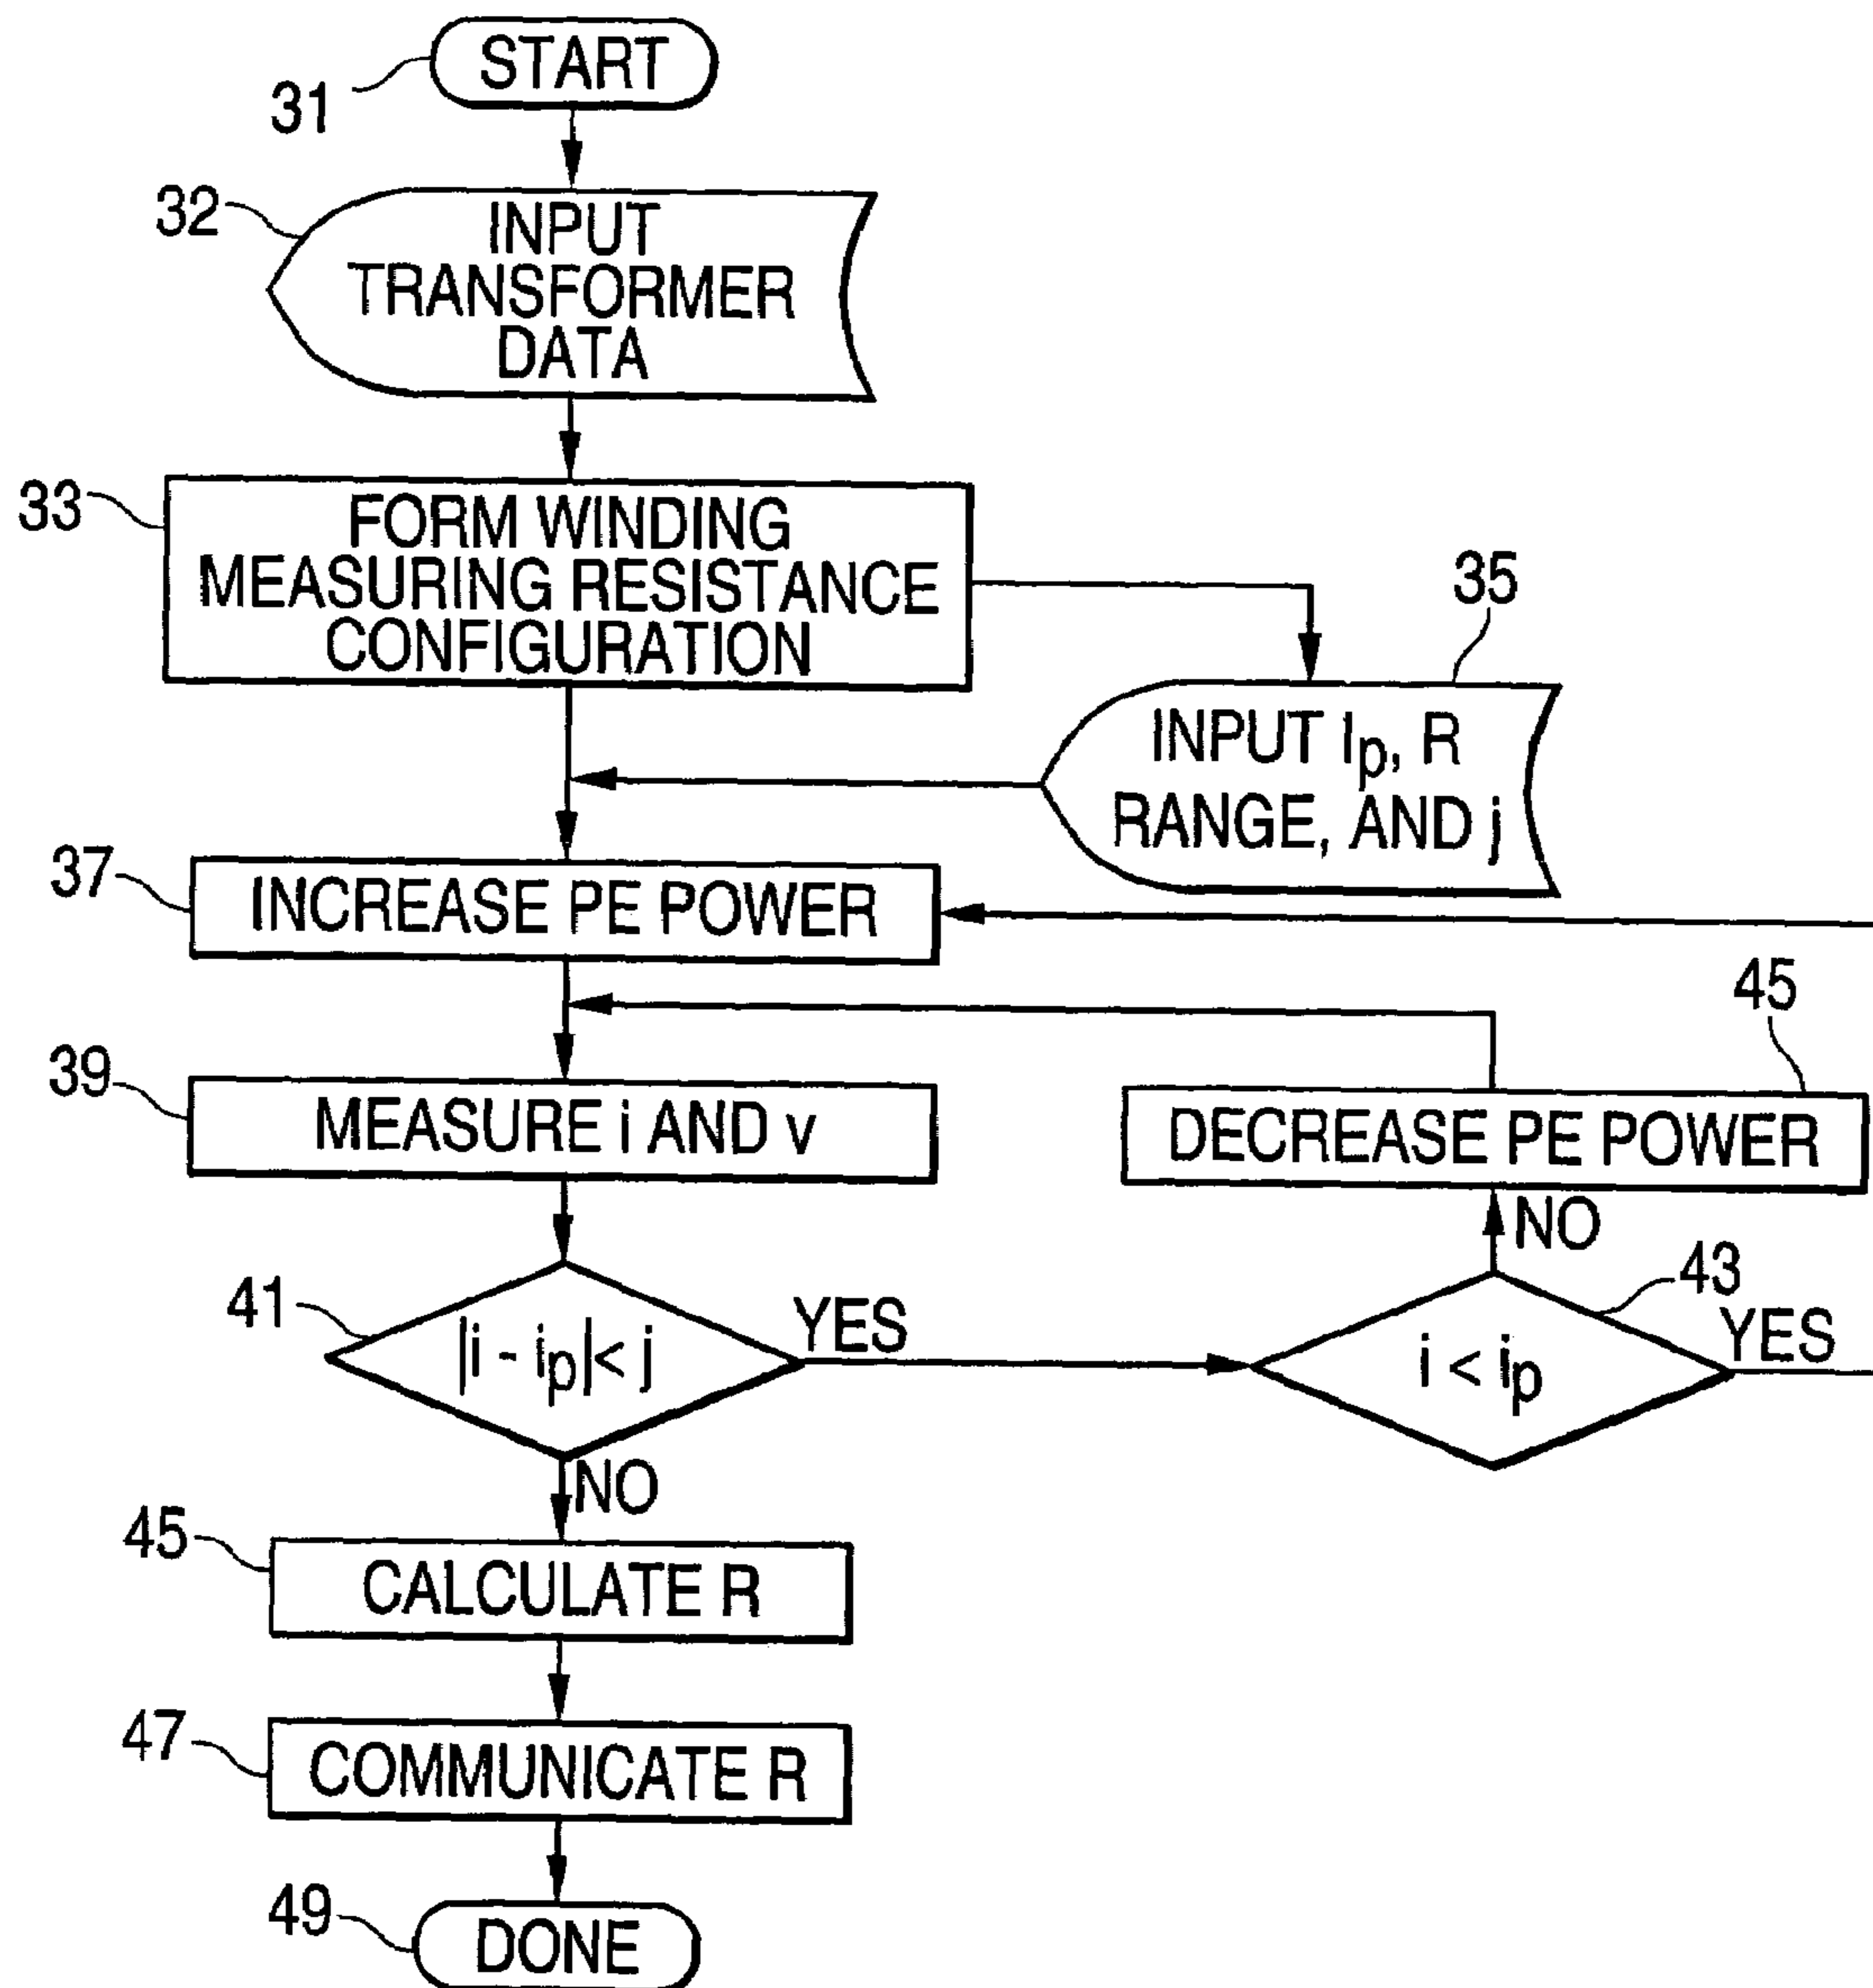 START
31
32
INPUT
TRANSFORMER
DATA
33
FORM WINDING
MEASURING RESISTANCE
CONFIGURATION
35
INPUT Ip, R
RANGE, AND j
37
INCREASE PE POWER
45
39
MEASURE i AND v
DECREASE PE POWER
NO
43
41
|i - ip| < j
YES
i < ip
YES
NO
45
CALCULATE R
47
COMMUNICATE R
49
DONE